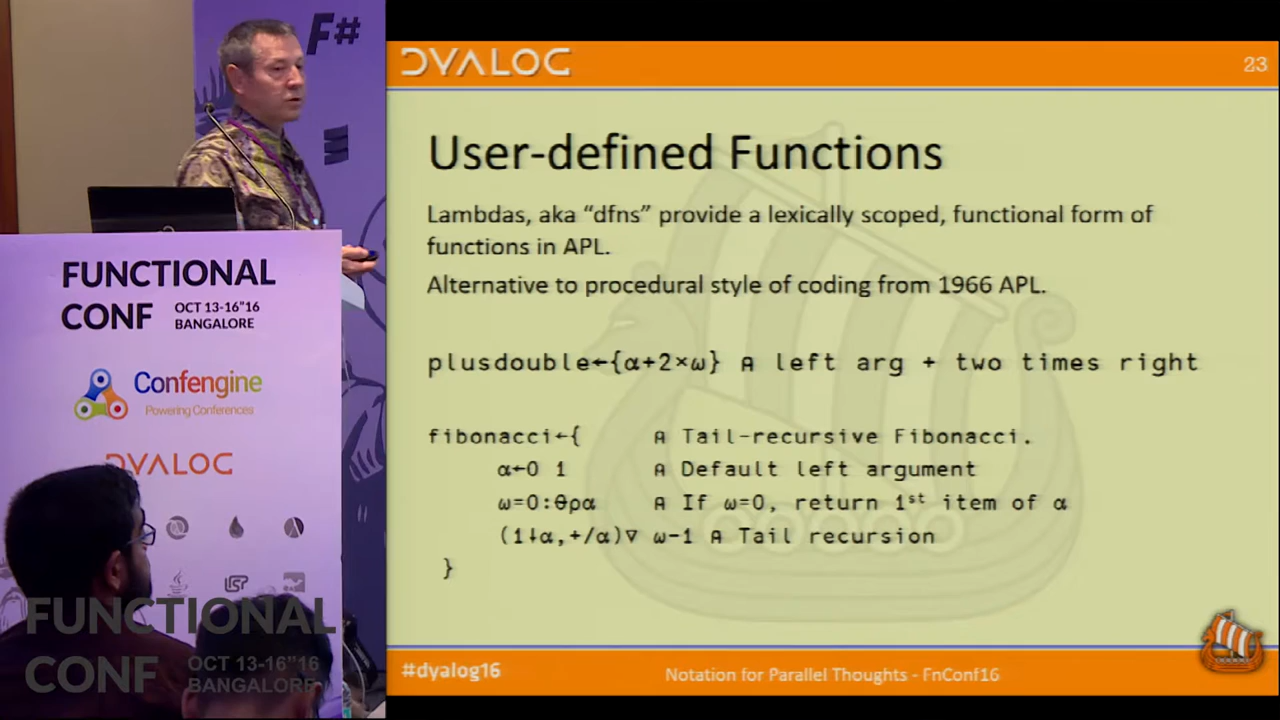 F#
DYALOG
23
User-defined Functions
Lambdas, aka “dfns” provide a lexically scoped, functional form of
functions in APL.
Alternative to procedural style of coding from 1966 APL.
plusdouble←{⍺+2×⍵} ⍝ left arg + two times right
fibonacci←{ ⍝ Tail-recursive Fibonacci.
⍺←0 1 ⍝ Default left argument
⍵=0:⍬⍴⍺ ⍝ If ⍵=0, return 1st item of ⍺
(1↓⍺,+/⍺)∇ ⍵-1 ⍝ Tail recursion
}
#dyalog16
Notation for Parallel Thoughts - FnConf16
FUNCTIONAL
CONF
OCT 13-16"16
BANGALORE
Confengine
Powering Conferences
DYALOG
LISP
FUNCTIONAL
CONF
OCT 13-16"16
BANGALORE